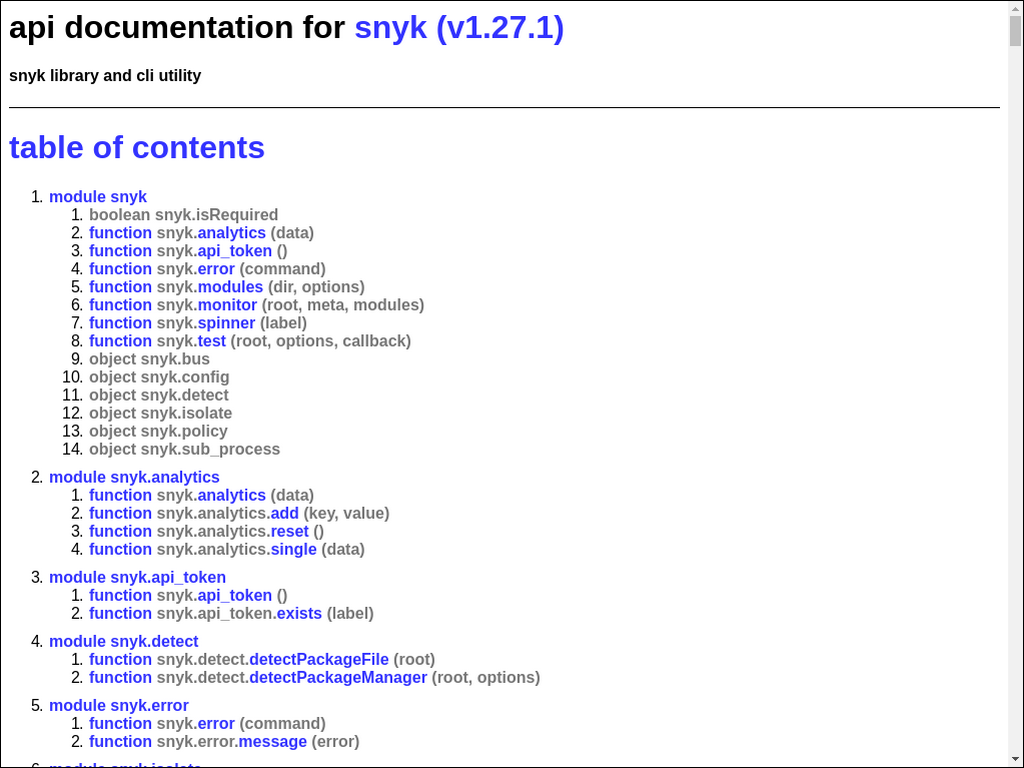 api documentation for snyk (v1.27.1)
snyk library and cli utility
table of contents
1. module snyk
1. boolean snyk.isRequired
2. function snyk.analytics (data)
3. function snyk.api_token ()
4. function snyk.error (command)
5. function snyk.modules (dir, options)
6. function snyk.monitor (root, meta, modules)
7. function snyk.spinner (label)
8. function snyk.test (root, options, callback)
9. object snyk.bus
10. object snyk.config
11. object snyk.detect
12. object snyk.isolate
13. object snyk.policy
14. object snyk.sub_process
2. module snyk.analytics
1. function snyk.analytics (data)
2. function snyk.analytics.add (key, value)
3. function snyk.analytics.reset ()
4. function snyk.analytics.single (data)
3. module snyk.api_token
1. function snyk.api_token ()
2. function snyk.api_token.exists (label)
4. module snyk.detect
1. function snyk.detect.detectPackageFile (root)
2. function snyk.detect.detectPackageManager (root, options)
5. module snyk.error
1. function snyk.error (command)
2. function snyk.error.message (error)
6. module snyk.isolate